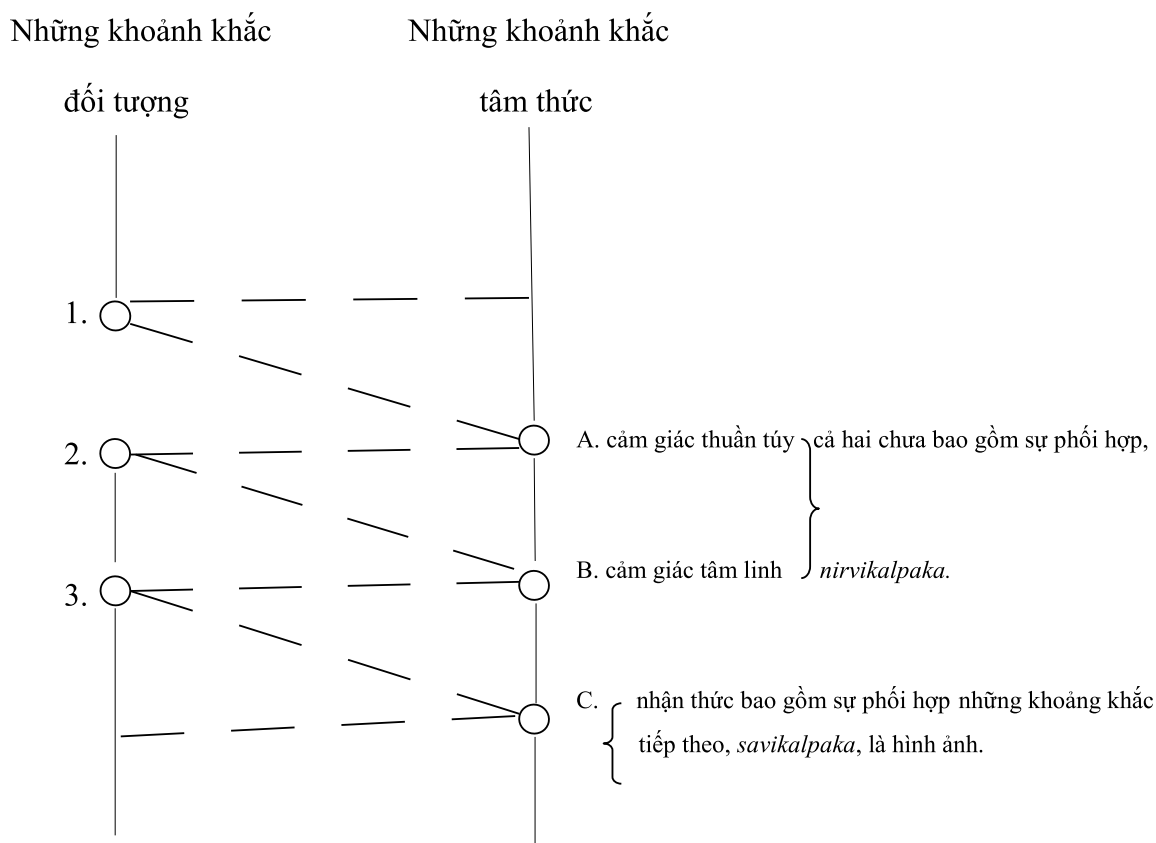 Những khoảnh khắc
đối tượng
Những khoảnh khắc
tâm thức
1.
2.
3.
A. cảm giác thuần túy
cả hai chưa bao gồm sự phối hợp,
B. cảm giác tâm linh
nirvikalpaka.
C.
nhận thức bao gồm sự phối hợp những khoảng khắc
tiếp theo, savikalpaka, là hình ảnh.